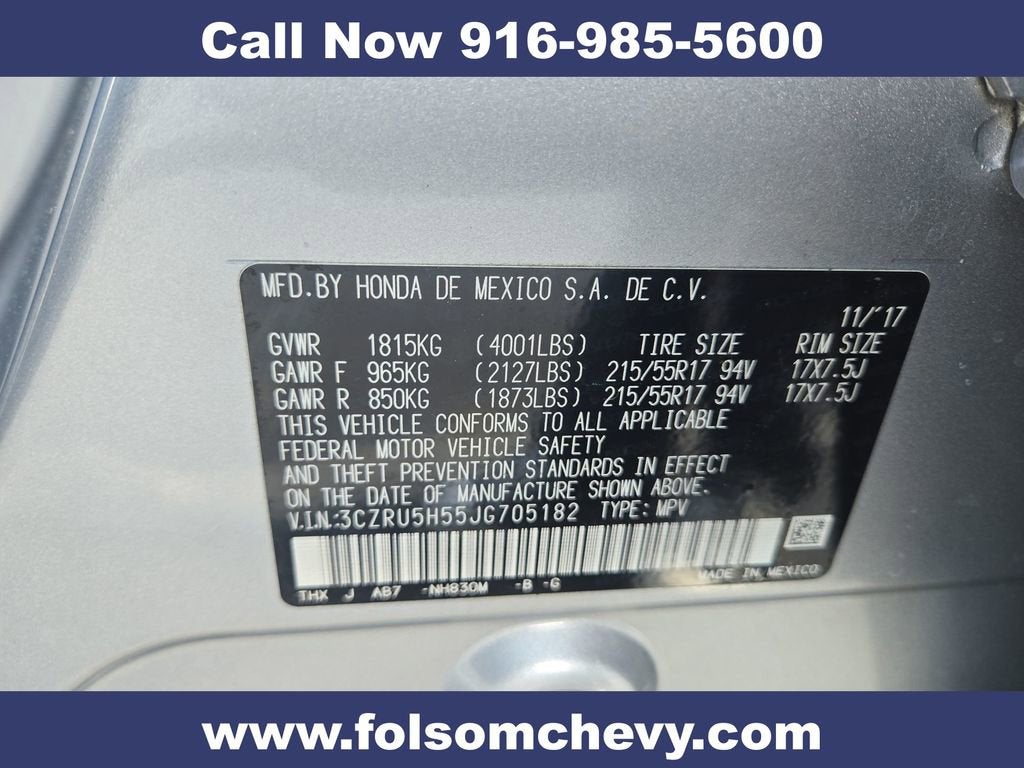 Call Now 916-985-5600
MFD.BY HONDA DE MEXICO S.A. DE C.V.
11/'17
GVWR 1815KG (4001LBS) TIRE SIZE RIM SIZE
GAWR F 965KG (2127LBS) 215/55R17 94V 17X7.5J
GAWR R 850KG (1873LBS) 215/55R17 94V 17X7.5J
THIS VEHICLE CONFORMS TO ALL APPLICABLE
FEDERAL MOTOR VEHICLE SAFETY
AND THEFT PREVENTION STANDARDS IN EFFECT
ON THE DATE OF MANUFACTURE SHOWN ABOVE.
V.I.N.:3CZRU5H55JG705182 TYPE: MPV
MADE IN MEXICO
THX J AB7 -NH830M -B -G
www.folsomchevy.com